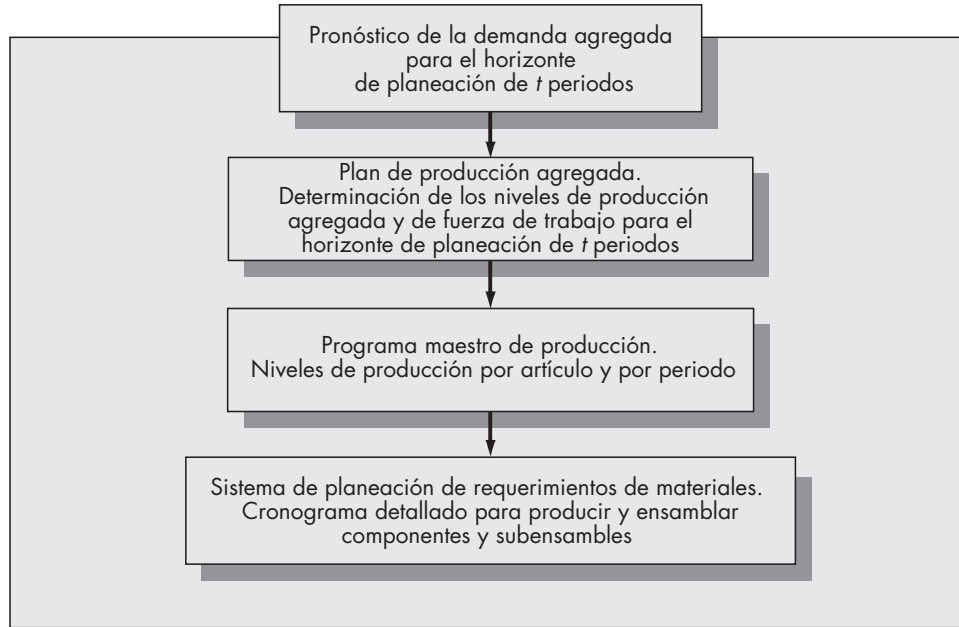 Pronóstico de la demanda agregada
para el horizonte
de planeación de t periodos
Plan de producción agregada.
Determinación de los niveles de producción
agregada y de fuerza de trabajo para el
horizonte de planeación de t periodos
Programa maestro de producción.
Niveles de producción por artículo y por periodo
Sistema de planeación de requerimientos de materiales.
Cronograma detallado para producir y ensamblar
componentes y subensambles